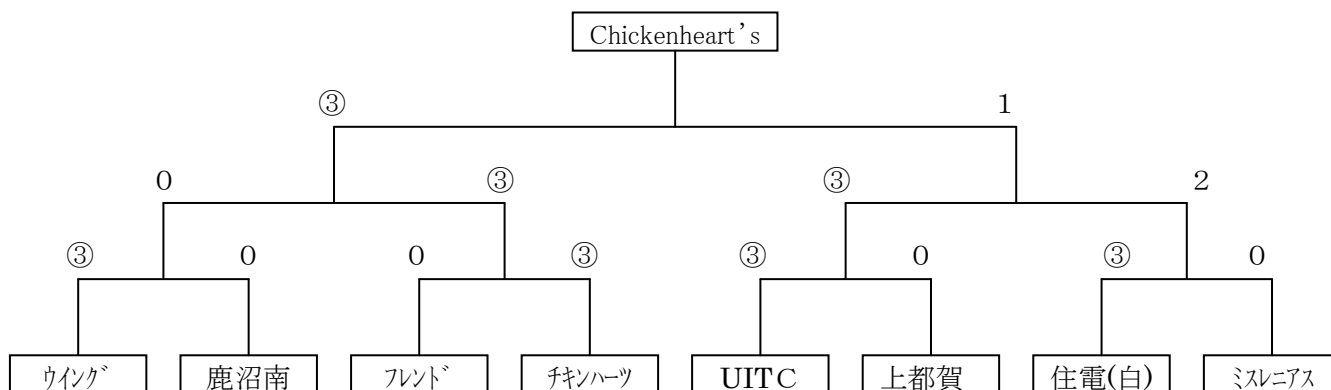 Chickenheart’s
③ 1
0 ③ ③ 2
③ 0 0 ③ ③ 0 ③ 0
ｳｲﾝｸﾞ 鹿沼南 ﾌﾚﾝﾄﾞ ﾁｷﾝﾊｰﾂ UITC 上都賀 住電(白) ﾐｽﾚﾆｱｽ